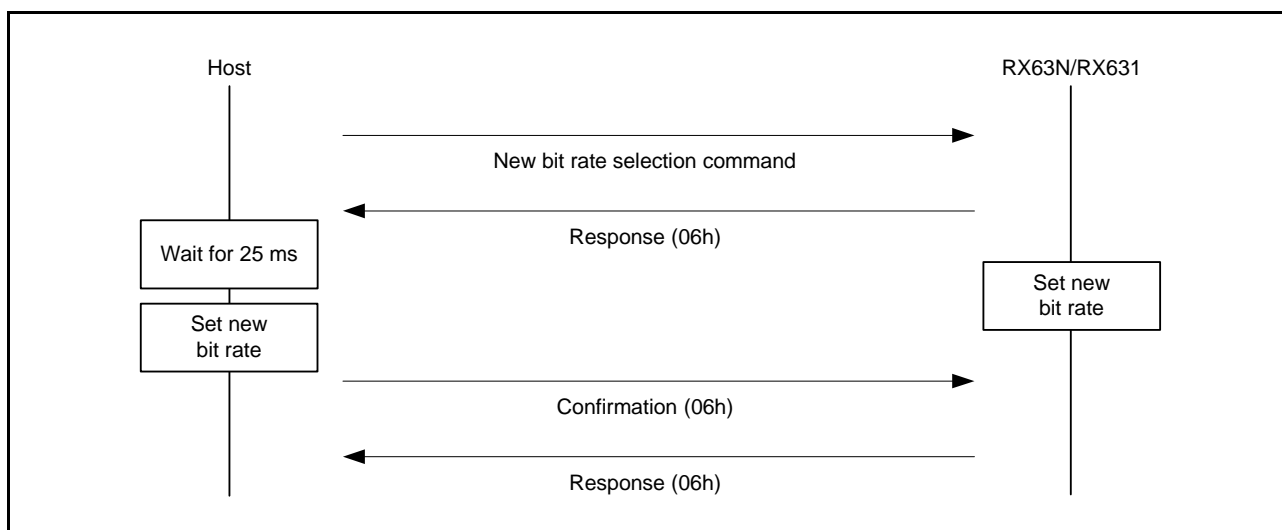 Host
RX63N/RX631
New bit rate selection command
Response (06h)
Wait for 25 ms
Set new
bit rate
Set new
bit rate
Confirmation (06h)
Response (06h)